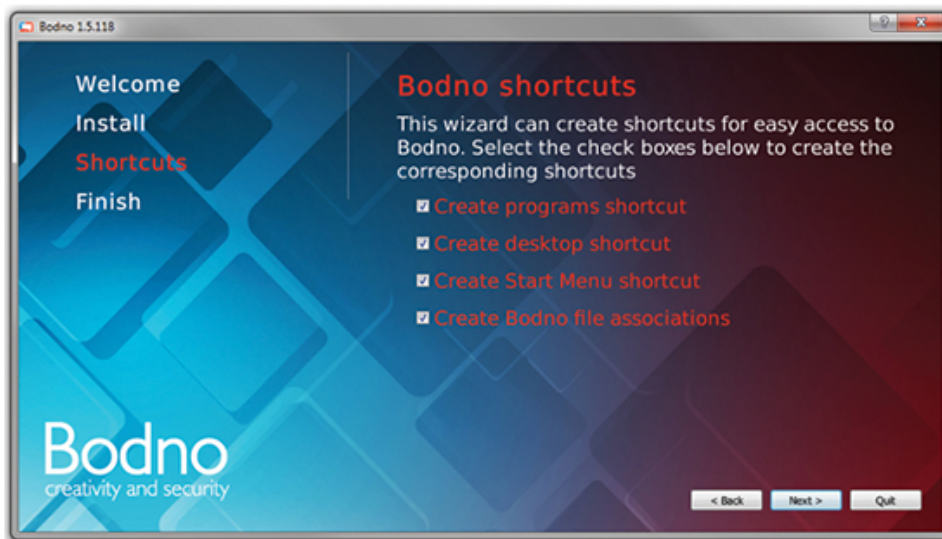 Bodno 1.5.118
Welcome
Install
Shortcuts
Finish
Bodno shortcuts
This wizard can create shortcuts for easy access to
Bodno. Select the check boxes below to create the
corresponding shortcuts
Create programs shortcut
Create desktop shortcut
Create Start Menu shortcut
Create Bodno file associations
Bodno
creativity and security
< Back
Next >
Quit